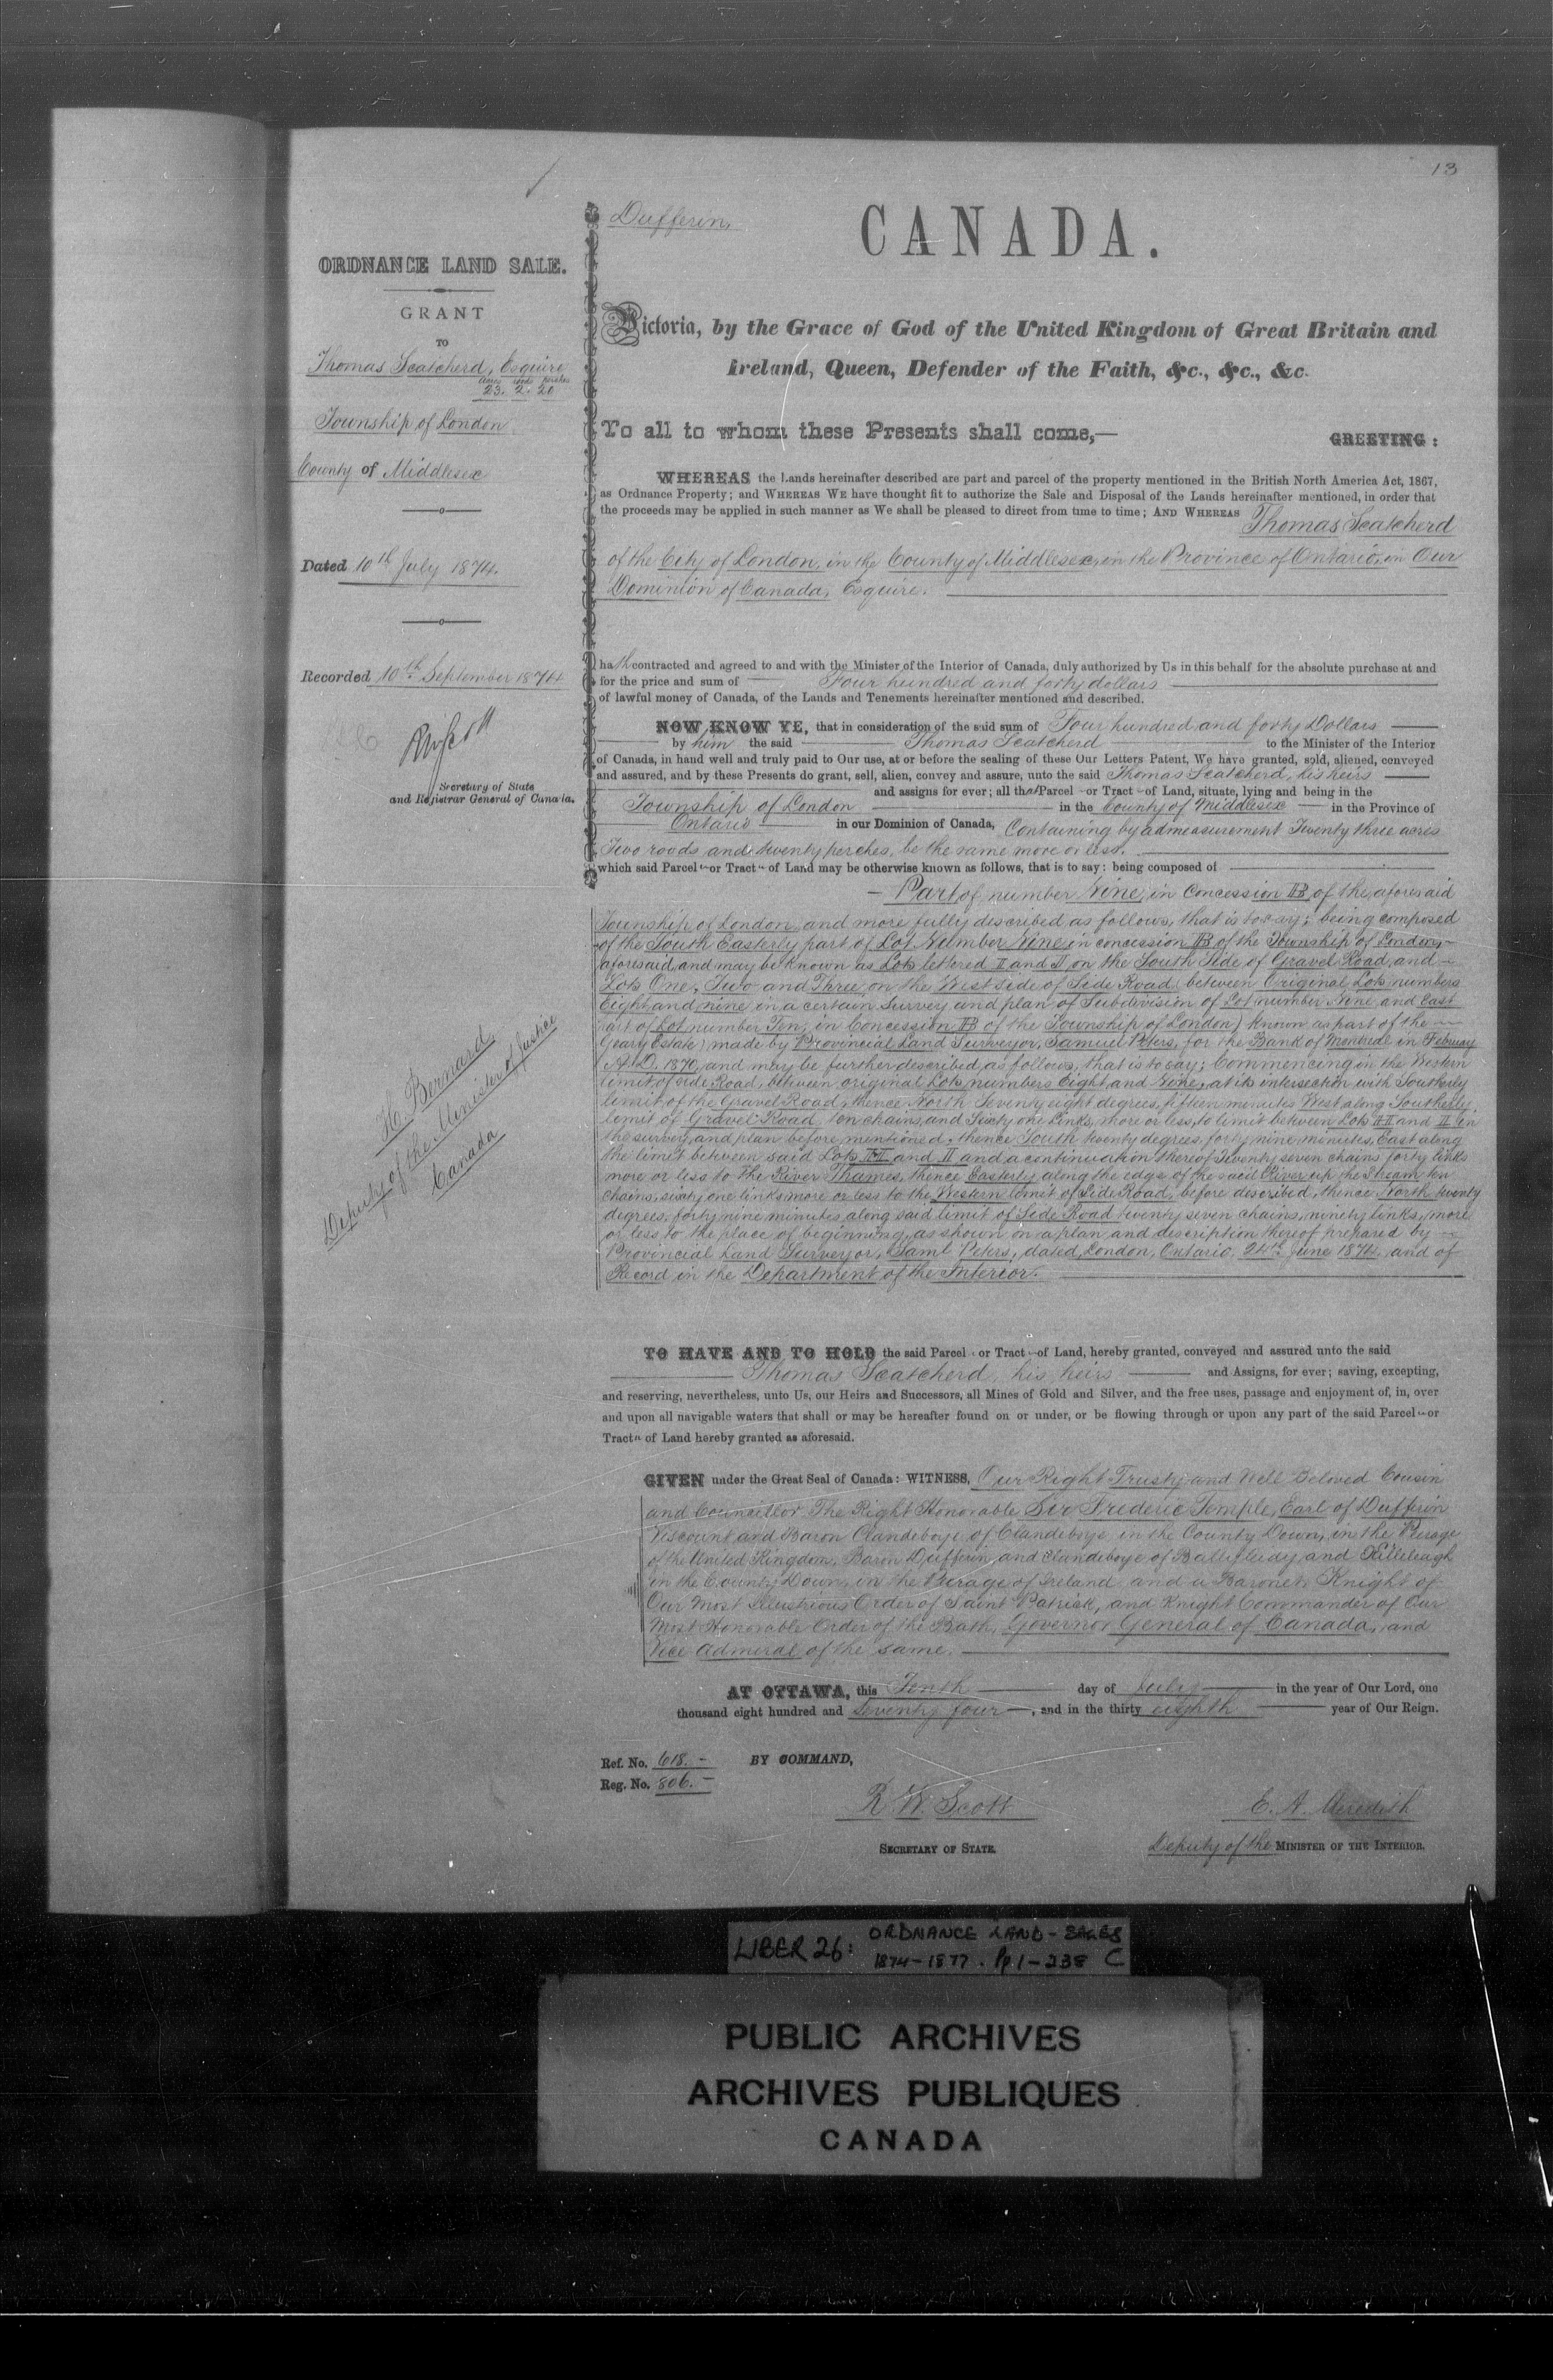 13
Dufferin,
CANADA.
ORDNANCE LAND SALE.
GRANT
TO
Thomas Scatcherd, Esquire
acres roods perches
23. 2. 20
Township of London
County of Middlesex
Dated 10th July 1874.
Recorded 10th September 1874
RWScott
Secretary of State
and Registrar General of Canada.
H. Bernard,
Deputy of the Minister of Justice
Canada
Victoria, by the Grace of God of the United Kingdom of Great Britain and
Ireland, Queen, Defender of the Faith, &c., &c., &c.
To all to whom these Presents shall come,—
GREETING :
WHEREAS the Lands hereinafter described are part and parcel of the property mentioned in the British North America Act, 1867,
as Ordnance Property; and WHEREAS WE have thought fit to authorize the Sale and Disposal of the Lands hereinafter mentioned, in order that
the proceeds may be applied in such manner as We shall be pleased to direct from time to time; AND WHEREAS Thomas Scatcherd
of the City of London, in the County of Middlesex, in the Province of Ontario, in Our
Dominion of Canada, Esquire.
hath contracted and agreed to and with the Minister of the Interior of Canada, duly authorized by Us in this behalf for the absolute purchase at and
for the price and sum of Four hundred and forty dollars
of lawful money of Canada, of the Lands and Tenements hereinafter mentioned and described.
NOW KNOW YE, that in consideration of the said sum of Four hundred and forty Dollars
by him the said Thomas Scatcherd to the Minister of the Interior
of Canada, in hand well and truly paid to Our use, at or before the sealing of these Our Letters Patent, We have granted, sold, aliened, conveyed
and assured, and by these Presents do grant, sell, alien, convey and assure, unto the said Thomas Scatcherd, his heirs
and assigns for ever; all that Parcel or Tract of Land, situate, lying and being in the
Township of London in the County of Middlesex in the Province of
Ontario in our Dominion of Canada, Containing by admeasurement Twenty three acres
Two roods and twenty perches, be the same more or less.
which said Parcel or Tract of Land may be otherwise known as follows, that is to say: being composed of
Part of number Nine, in Concession B, of the aforesaid
Township of London, and more fully described as follows, that is to say; being composed
of the South Easterly part of Lot Number Nine in concession B of the Township of London,
aforesaid, and may be known as Lots lettered I and J on the South Side of Gravel Road, and
Lots One, Two and Three, on the West side of Side Road, between Original Lots numbers
Eight and nine in a certain Survey and plan of Subdivision of Lot number Nine and East
part of Lot number Ten, in Concession B of the Township of London) known as part of the
Geary Estate) made by Provincial Land Surveyor, Samuel Peters, for the Bank of Montreal in Febuary
A. D. 1870, and may be further described as follows, that is to say; Commencing in the Western
limit of side Road, between original Lots numbers Eight and Nine, at its intersection with Southerly
limit of the Gravel Road, thence North Seventy eight degrees, fifteen minutes West along Southerly
limit of Gravel Road, ten chains, and Sixty one Links, more or less, to limit between Lots H and I in
the survey, and plan before mentioned, thence South twenty degrees, forty nine minutes, East along
the limit between said Lots H and I and a continuation thereof Twenty seven chains, forty links
more or less to the River Thames, thence Easterly along the edge of the said River up the Stream ten
chains, sixty one links, more or less to the Western limit of Side Road, before described, thence North twenty
degrees, forty nine minutes along said limit of Side Road twenty seven chains, ninety links, more
or less to the place of beginning, as shown on a plan and description thereof prepared by
Provincial Land Surveyor, Saml Peters, dated, London, Ontario, 24th June 1874, and of
Record in the Department of the Interior.
TO HAVE AND TO HOLD the said Parcel or Tract of Land, hereby granted, conveyed and assured unto the said
Thomas Scatcherd, his heirs and Assigns, for ever; saving, excepting,
and reserving, nevertheless, unto Us, our Heirs and Successors, all Mines of Gold and Silver, and the free uses, passage and enjoyment of, in, over
and upon all navigable waters that shall or may be hereafter found on or under, or be flowing through or upon any part of the said Parcel or
Tract of Land hereby granted as aforesaid.
GIVEN under the Great Seal of Canada: WITNESS, Our Right Trusty and Well Beloved Cousin
and Councillor The Right Honorable, Sir Frederic Temple, Earl of Dufferin
Viscount and Baron Clandeboye, of Clandeboye, in the County Down, in the Peerage
of the United Kingdom, Baron Dufferin, and Clandeboye of Ballyleidy, and Killeleagh
in the County Down, in the Peerage of Ireland, and a Baronet, Knight of
Our Most Illustrious Order of Saint Patrick, and Knight Commander of Our
Most Honorable Order of the Bath, Governor General of Canada, and
Vice Admiral of the same.
AT OTTAWA, this Tenth day of July in the year of Our Lord, one
thousand eight hundred and Seventy four, and in the thirty eighth year of Our Reign.
Ref. No. 618.
BY COMMAND,
Reg. No. 806.
R W. Scott
E. A. Meredith
SECRETARY OF STATE.
Deputy of the MINISTER OF THE INTERIOR.
LIBER 26: ORDNANCE LAND-SALES
1874-1877. Pp. 1-238 C
PUBLIC ARCHIVES
ARCHIVES PUBLIQUES
CANADA